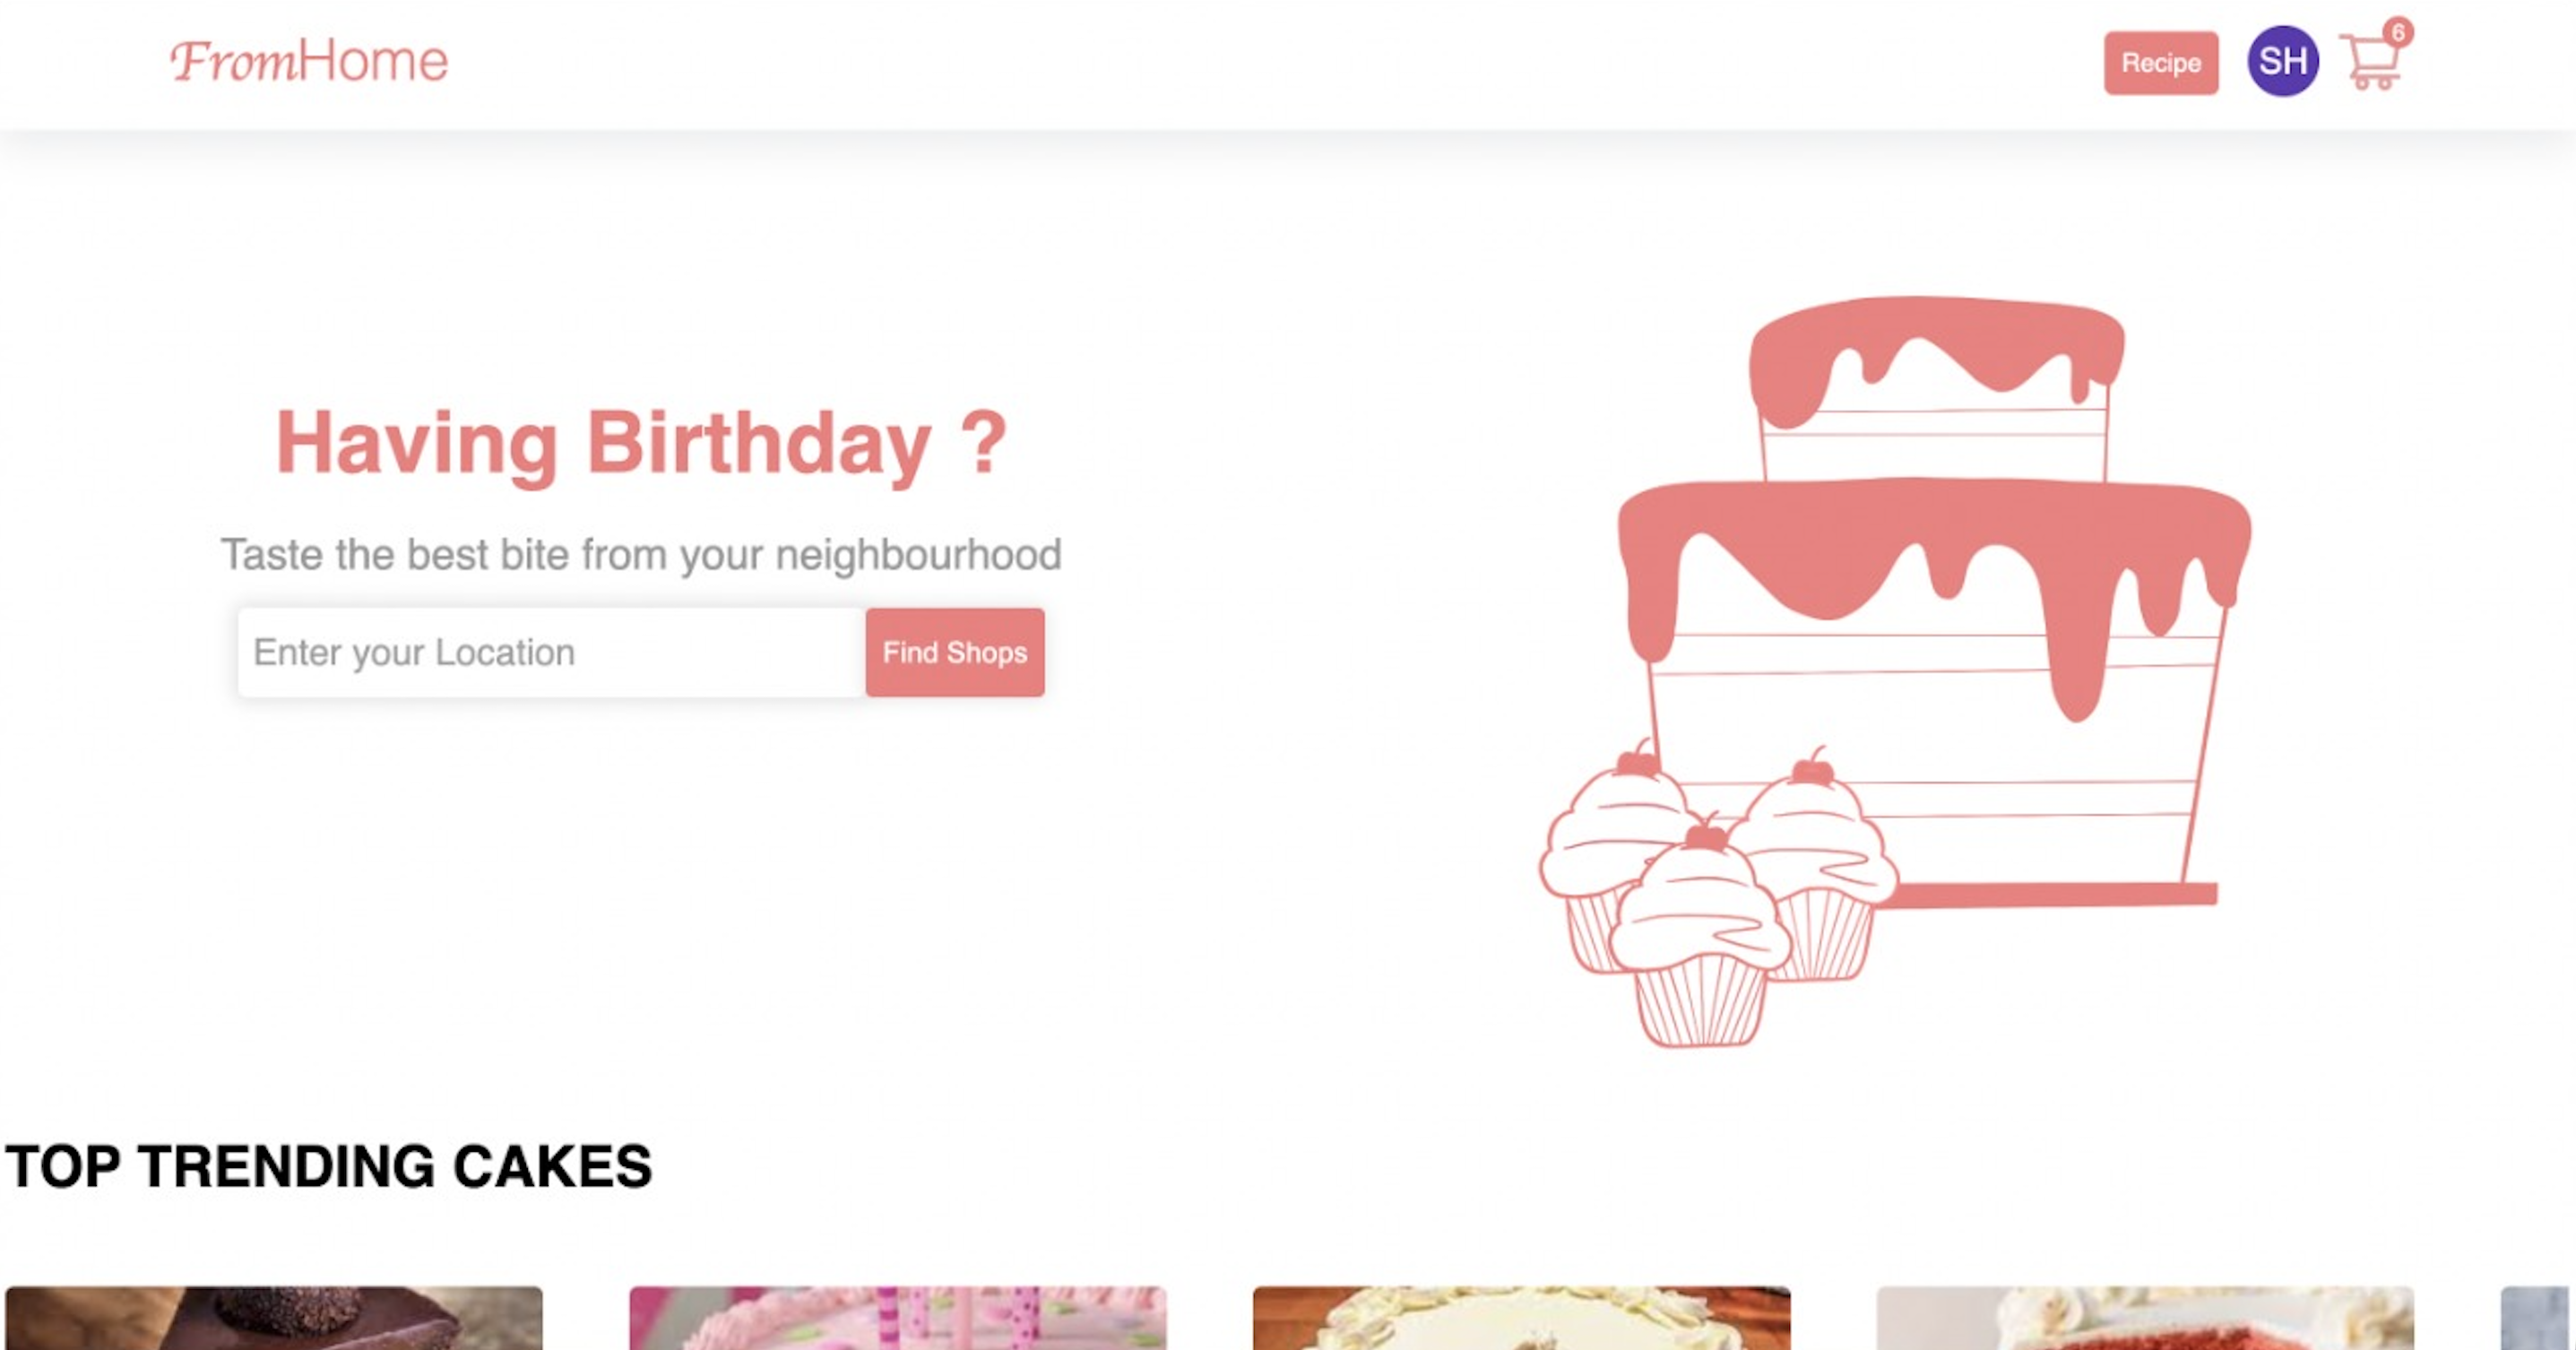 FromHome
Recipe
SH
6
Having Birthday ?
Taste the best bite from your neighbourhood
Enter your Location
Find Shops
TOP TRENDING CAKES